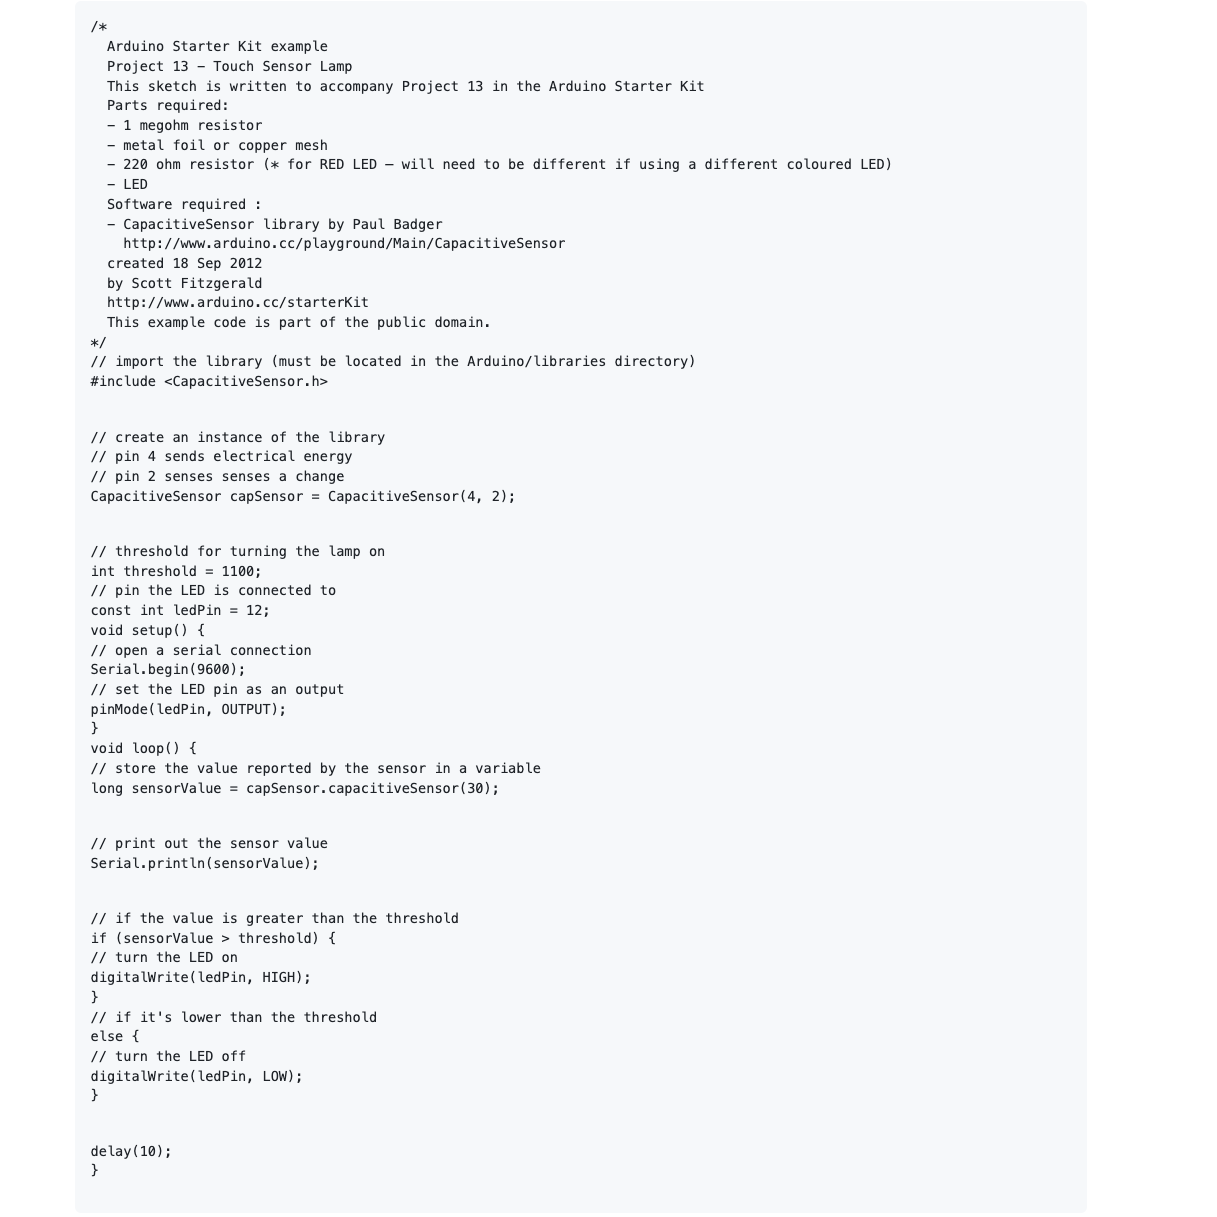 /*
  Arduino Starter Kit example
  Project 13 – Touch Sensor Lamp
  This sketch is written to accompany Project 13 in the Arduino Starter Kit
  Parts required:
  – 1 megohm resistor
  – metal foil or copper mesh
  – 220 ohm resistor (* for RED LED – will need to be different if using a different coloured LED)
  – LED
  Software required :
  – CapacitiveSensor library by Paul Badger
    http://www.arduino.cc/playground/Main/CapacitiveSensor
  created 18 Sep 2012
  by Scott Fitzgerald
  http://www.arduino.cc/starterKit
  This example code is part of the public domain.
*/
// import the library (must be located in the Arduino/libraries directory)
#include <CapacitiveSensor.h>
// create an instance of the library
// pin 4 sends electrical energy
// pin 2 senses senses a change
CapacitiveSensor capSensor = CapacitiveSensor(4, 2);
// threshold for turning the lamp on
int threshold = 1100;
// pin the LED is connected to
const int ledPin = 12;
void setup() {
// open a serial connection
Serial.begin(9600);
// set the LED pin as an output
pinMode(ledPin, OUTPUT);
}
void loop() {
// store the value reported by the sensor in a variable
long sensorValue = capSensor.capacitiveSensor(30);
// print out the sensor value
Serial.println(sensorValue);
// if the value is greater than the threshold
if (sensorValue > threshold) {
// turn the LED on
digitalWrite(ledPin, HIGH);
}
// if it's lower than the threshold
else {
// turn the LED off
digitalWrite(ledPin, LOW);
}
delay(10);
}